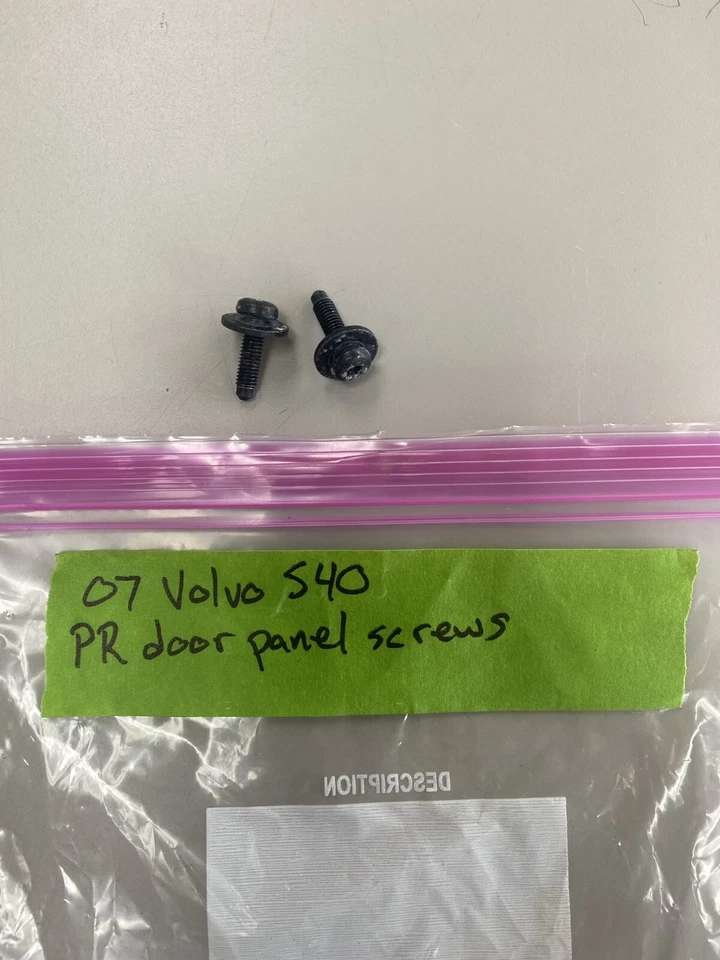 07 Volvo S40
PR door panel screws
DESCRIPTION